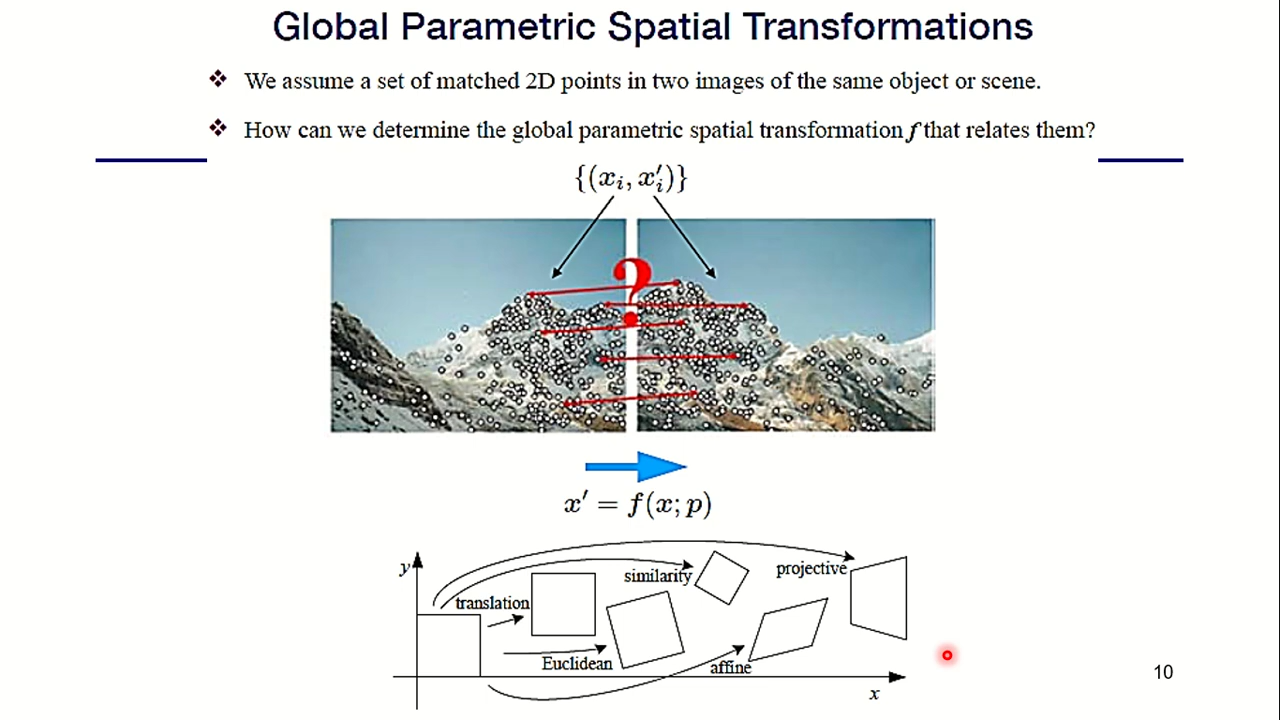 Global Parametric Spatial Transformations
❖ We assume a set of matched 2D points in two images of the same object or scene.
❖ How can we determine the global parametric spatial transformation f that relates them?
{(xᵢ, x′ᵢ)}
?
x′ = f(x; p)
y
similarity
projective
translation
Euclidean
affine
x
10